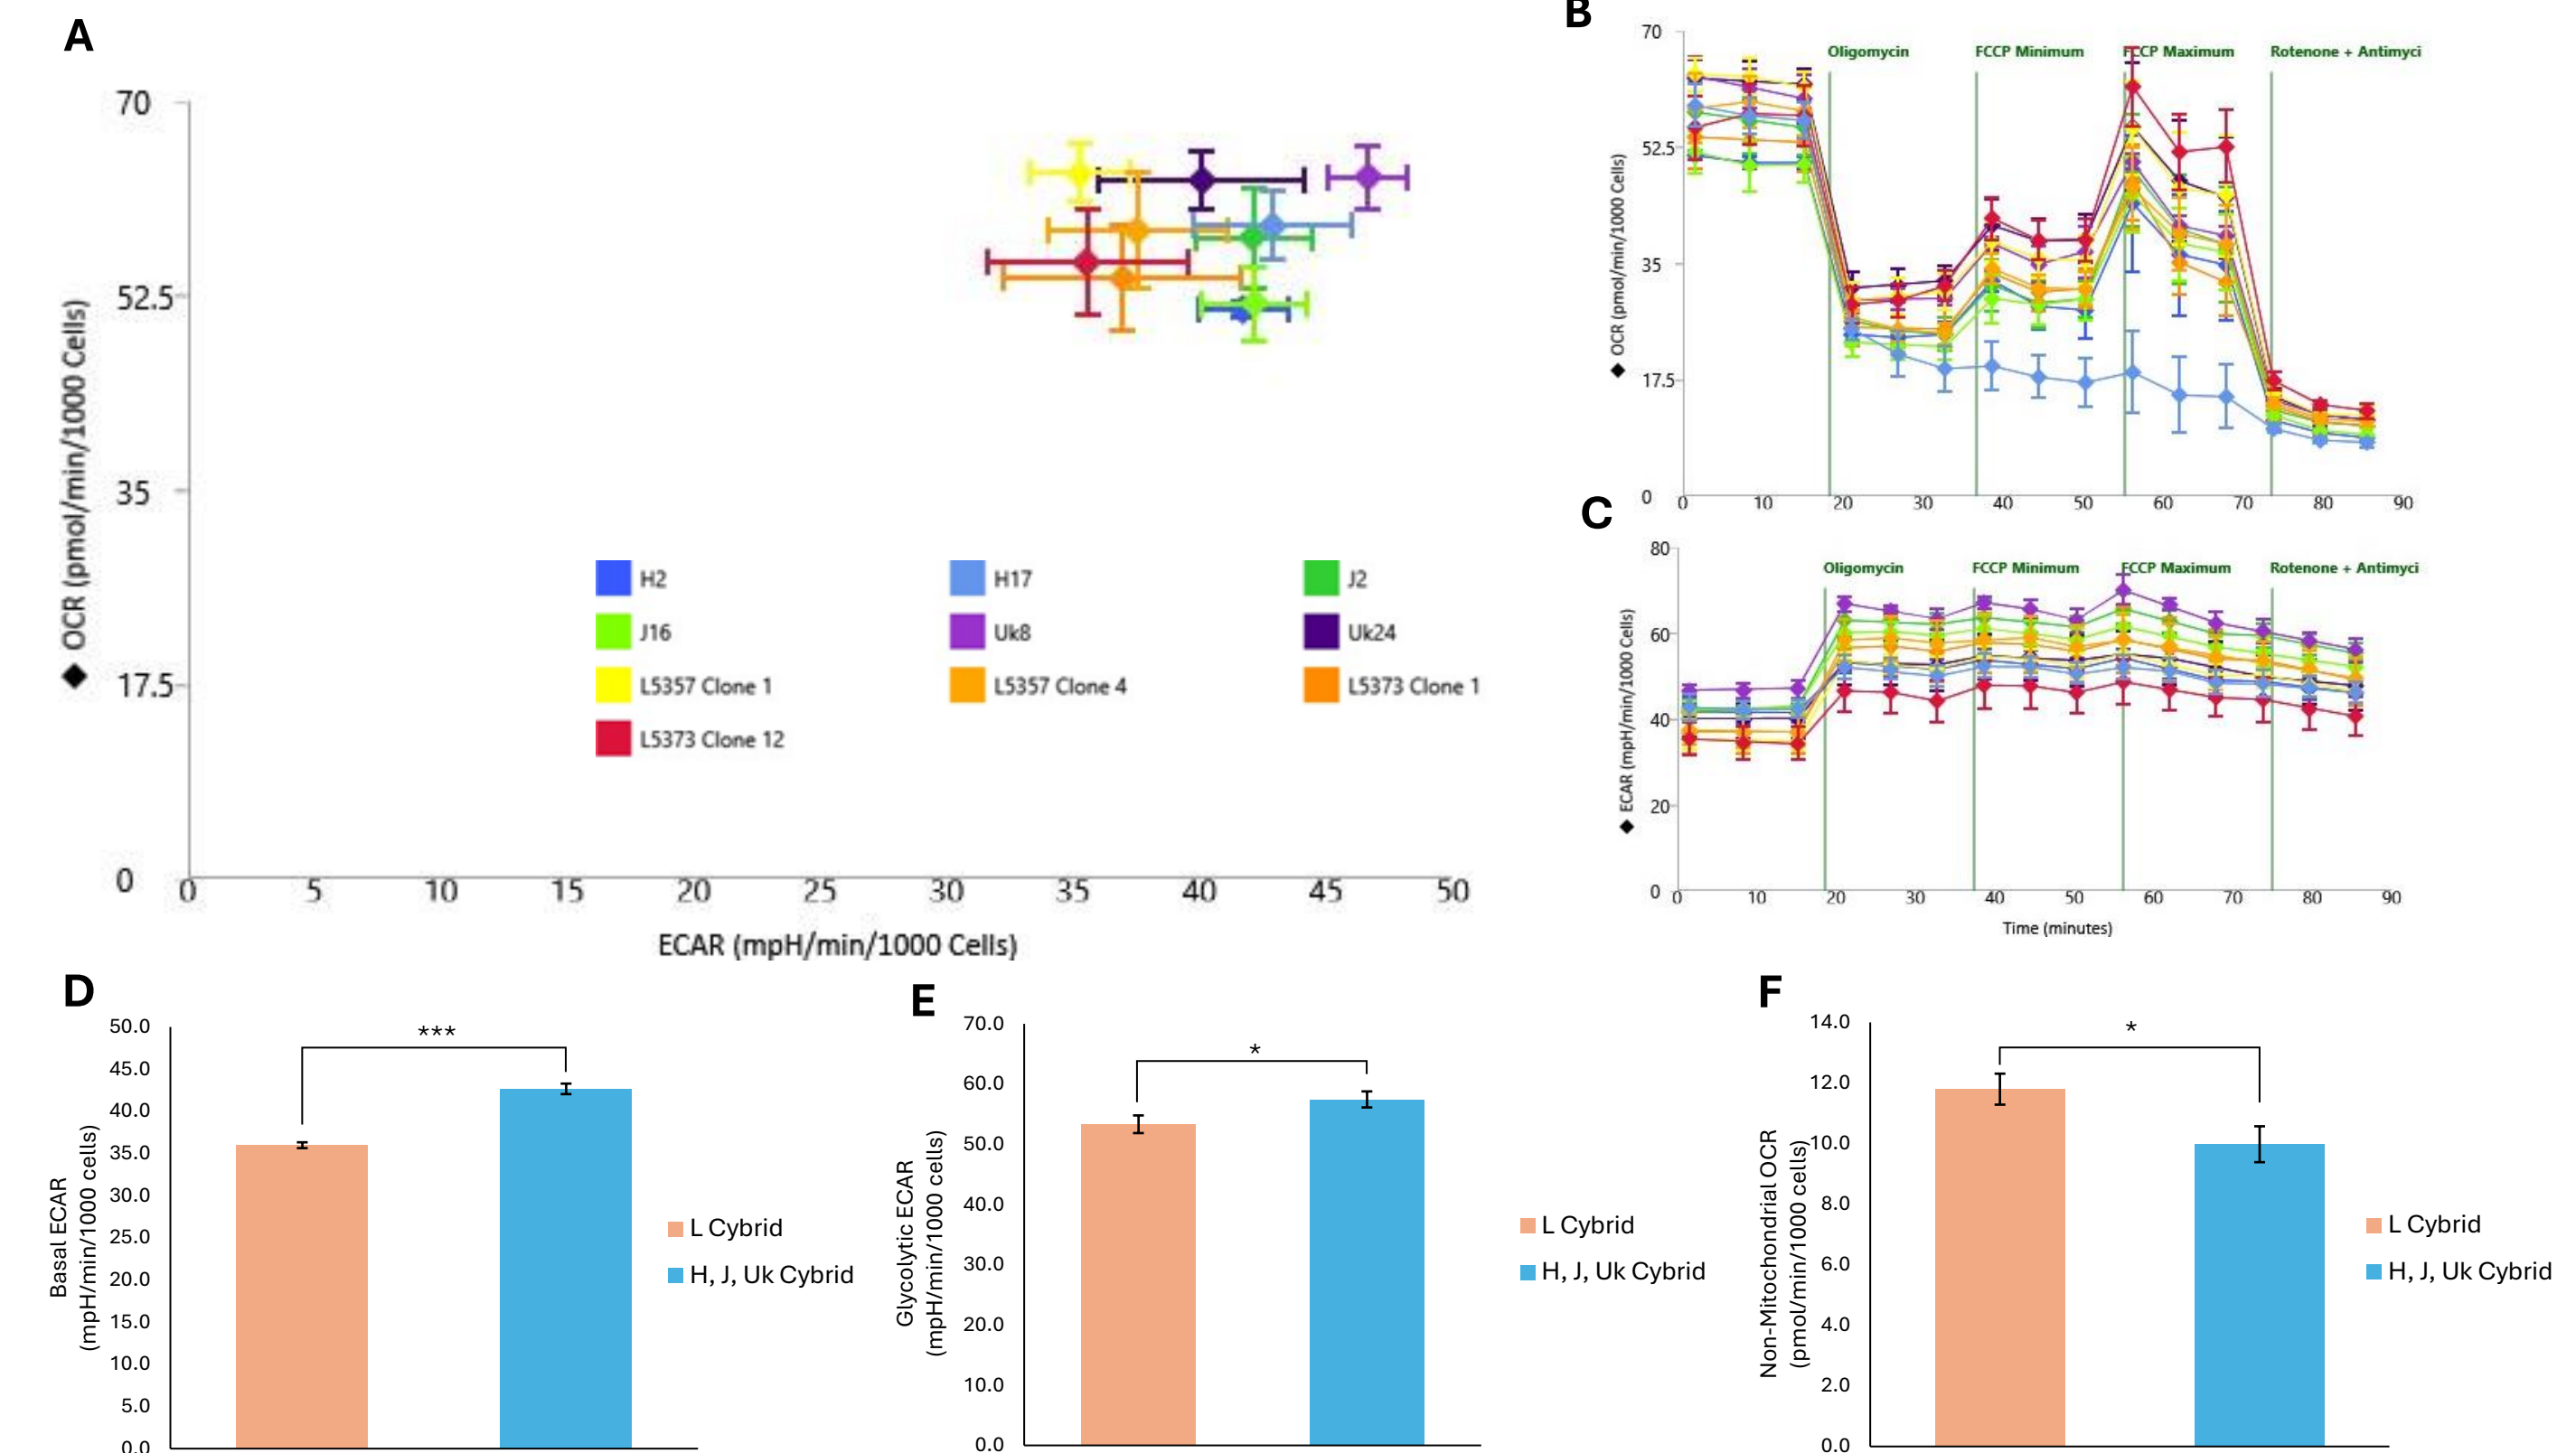 A
70
52.5
35
17.5
0
◆ OCR (pmol/min/1000 Cells)
0 5 10 15 20 25 30 35 40 45 50
ECAR (mpH/min/1000 Cells)
H2 H17 J2
J16 Uk8 Uk24
L5357 Clone 1 L5357 Clone 4 L5373 Clone 1
L5373 Clone 12
B
70
52.5
35
17.5
0
◆ OCR (pmol/min/1000 Cells)
Oligomycin FCCP Minimum FCCP Maximum Rotenone + Antimyci
0 10 20 30 40 50 60 70 80 90
C
80
60
40
20
0
◆ ECAR (mpH/min/1000 Cells)
Oligomycin FCCP Minimum FCCP Maximum Rotenone + Antimyci
0 10 20 30 40 50 60 70 80 90
Time (minutes)
D
50.0
45.0
40.0
35.0
30.0
25.0
20.0
15.0
10.0
5.0
0.0
Basal ECAR
(mpH/min/1000 cells)
***
L Cybrid
H, J, Uk Cybrid
E
70.0
60.0
50.0
40.0
30.0
20.0
10.0
0.0
Glycolytic ECAR
(mpH/min/1000 cells)
*
L Cybrid
H, J, Uk Cybrid
F
14.0
12.0
10.0
8.0
6.0
4.0
2.0
0.0
Non-Mitochondrial OCR
(pmol/min/1000 cells)
*
L Cybrid
H, J, Uk Cybrid